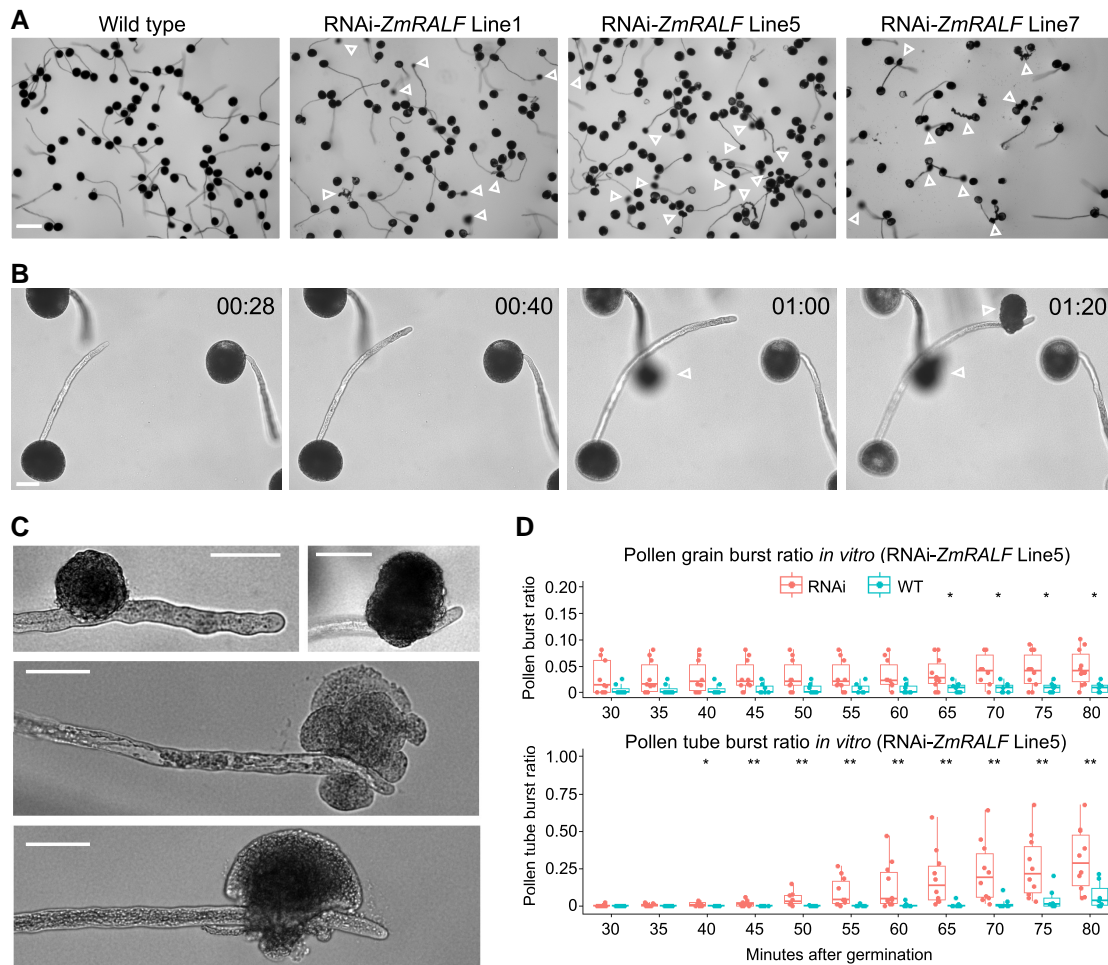 A
Wild type
RNAi-ZmRALF Line1
RNAi-ZmRALF Line5
RNAi-ZmRALF Line7
B
00:28
00:40
01:00
01:20
C
D
Pollen grain burst ratio in vitro (RNAi-ZmRALF Line5)
RNAi
WT
Pollen burst ratio
0.20
0.15
0.10
0.05
0
* * * *
30 35 40 45 50 55 60 65 70 75 80
Pollen tube burst ratio in vitro (RNAi-ZmRALF Line5)
* ** ** ** ** ** ** ** **
Pollen tube burst ratio
1.00
0.75
0.50
0.25
0
30 35 40 45 50 55 60 65 70 75 80
Minutes after germination